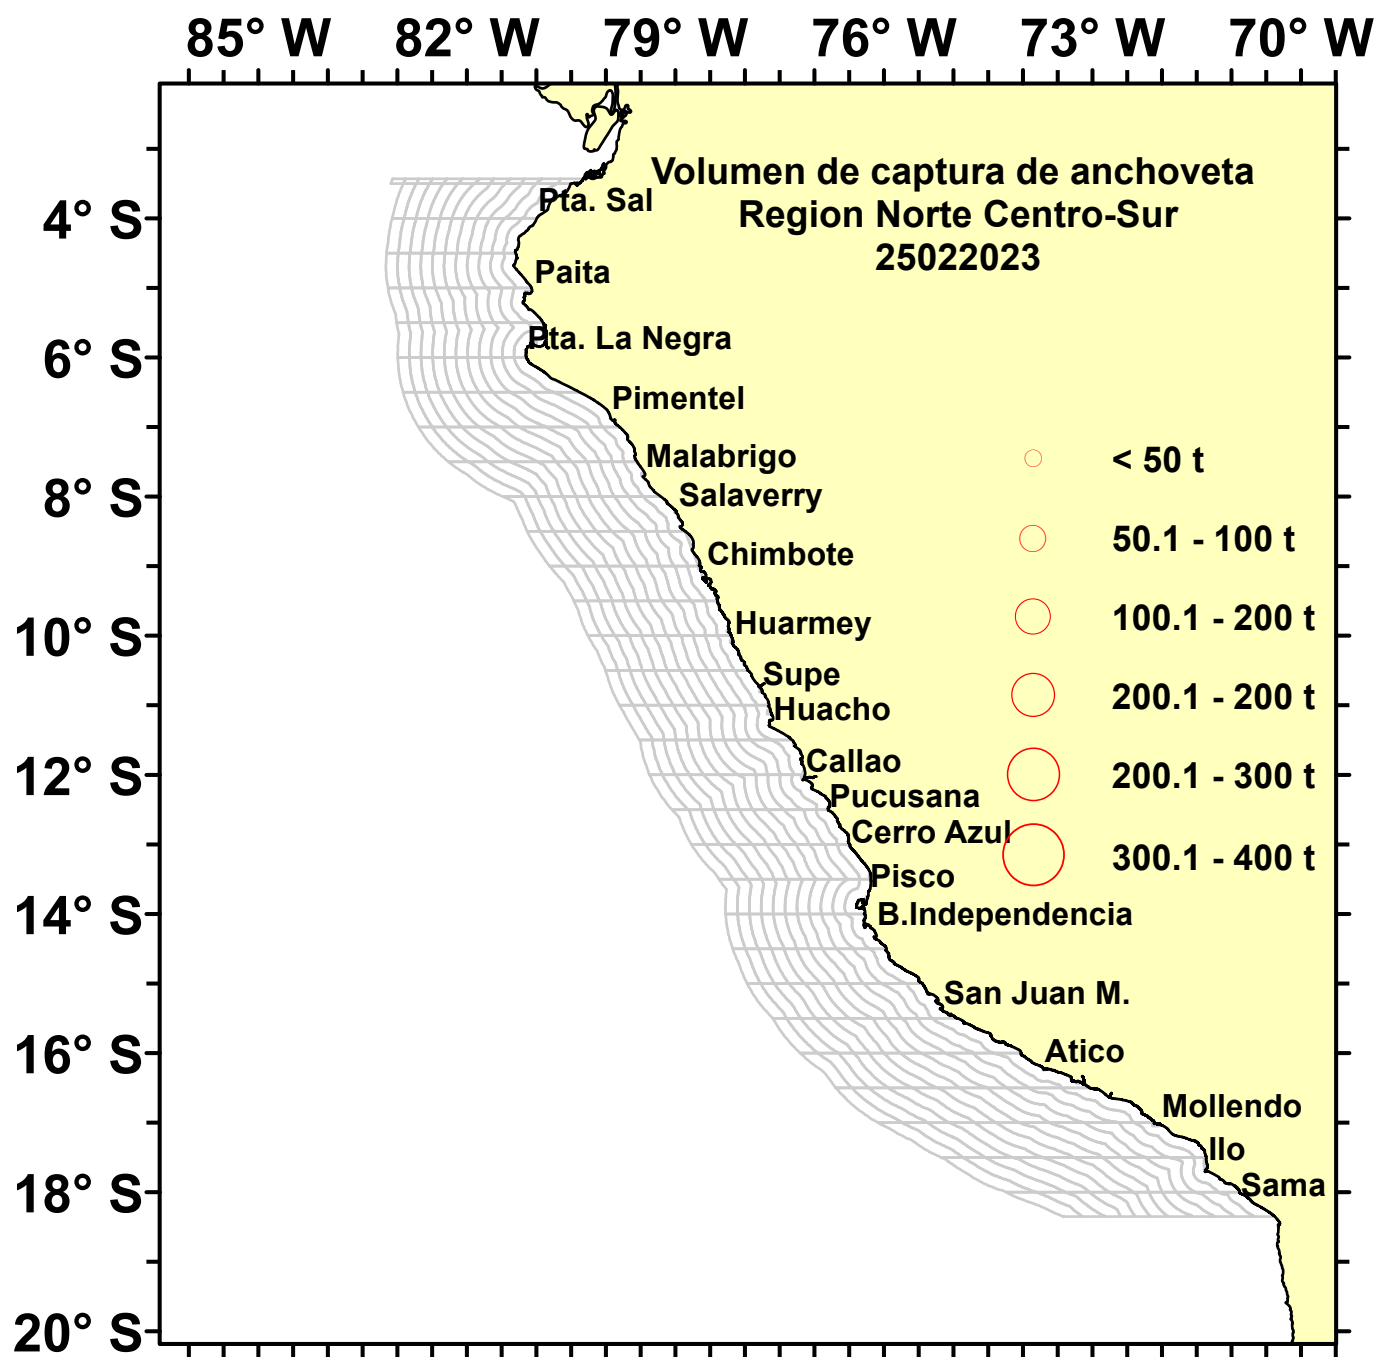 85° W 82° W 79° W 76° W 73° W 70° W
Volumen de captura de anchoveta
Region Norte Centro-Sur
25022023
4° S
6° S
8° S
10° S
12° S
14° S
16° S
18° S
20° S
Pta. Sal
Paita
Pta. La Negra
Pimentel
Malabrigo
Salaverry
Chimbote
Huarmey
Supe
Huacho
Callao
Pucusana
Cerro Azul
Pisco
B.Independencia
San Juan M.
Atico
Mollendo
Ilo
Sama
< 50 t
50.1 - 100 t
100.1 - 200 t
200.1 - 200 t
200.1 - 300 t
300.1 - 400 t